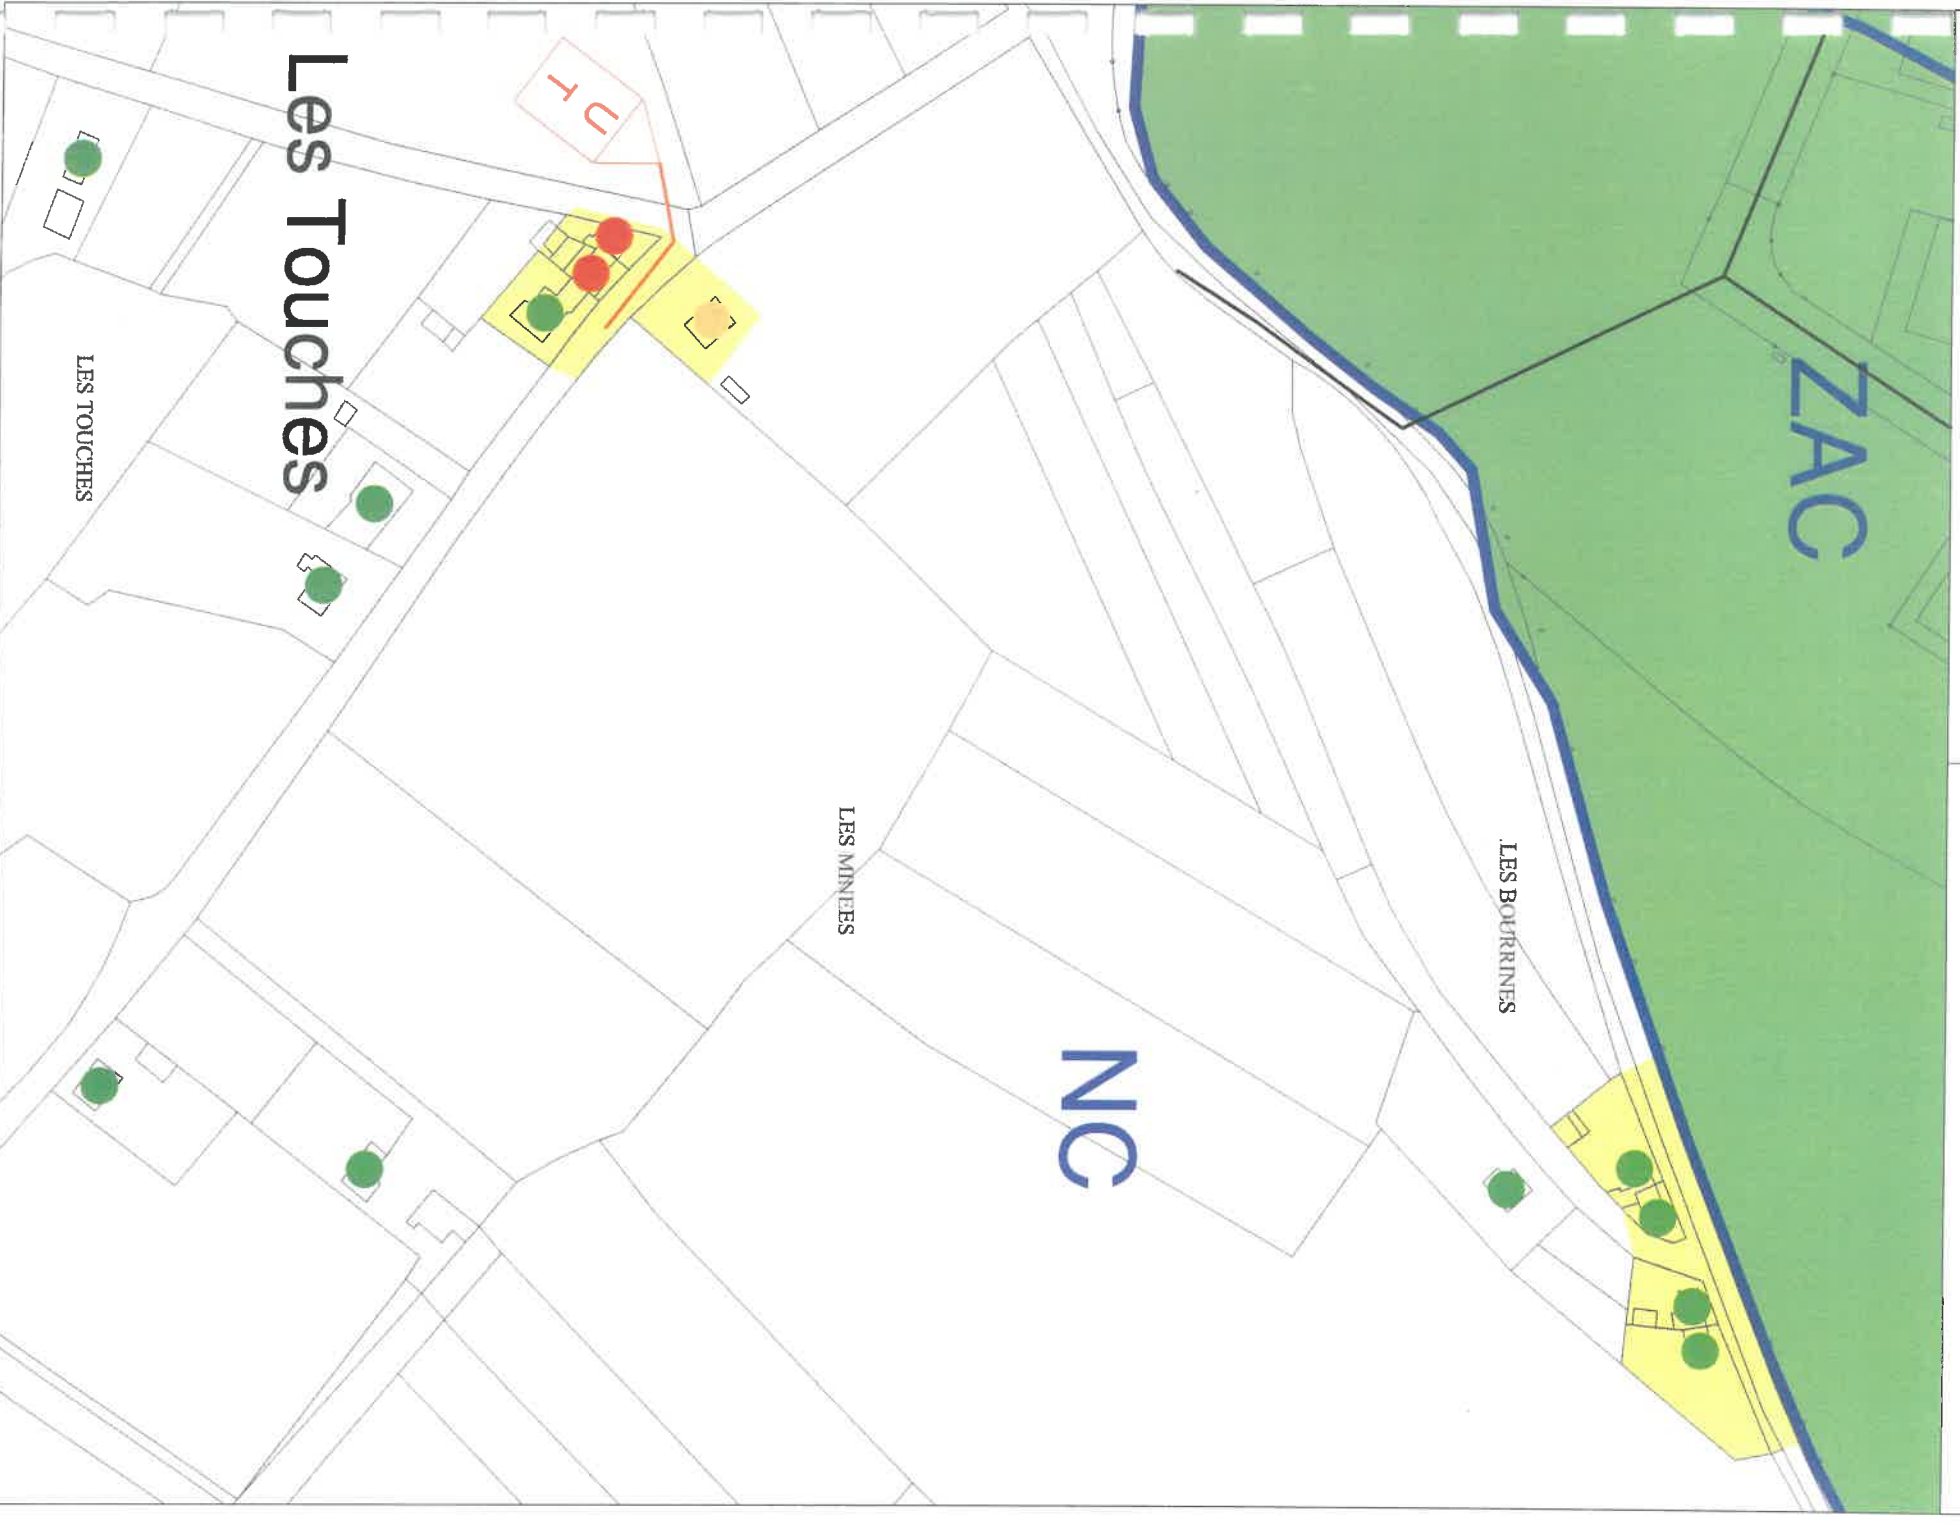 ZAC
.LES BOURRINES
NC
LES MINEES
UT
Les Touches
LES TOUCHES